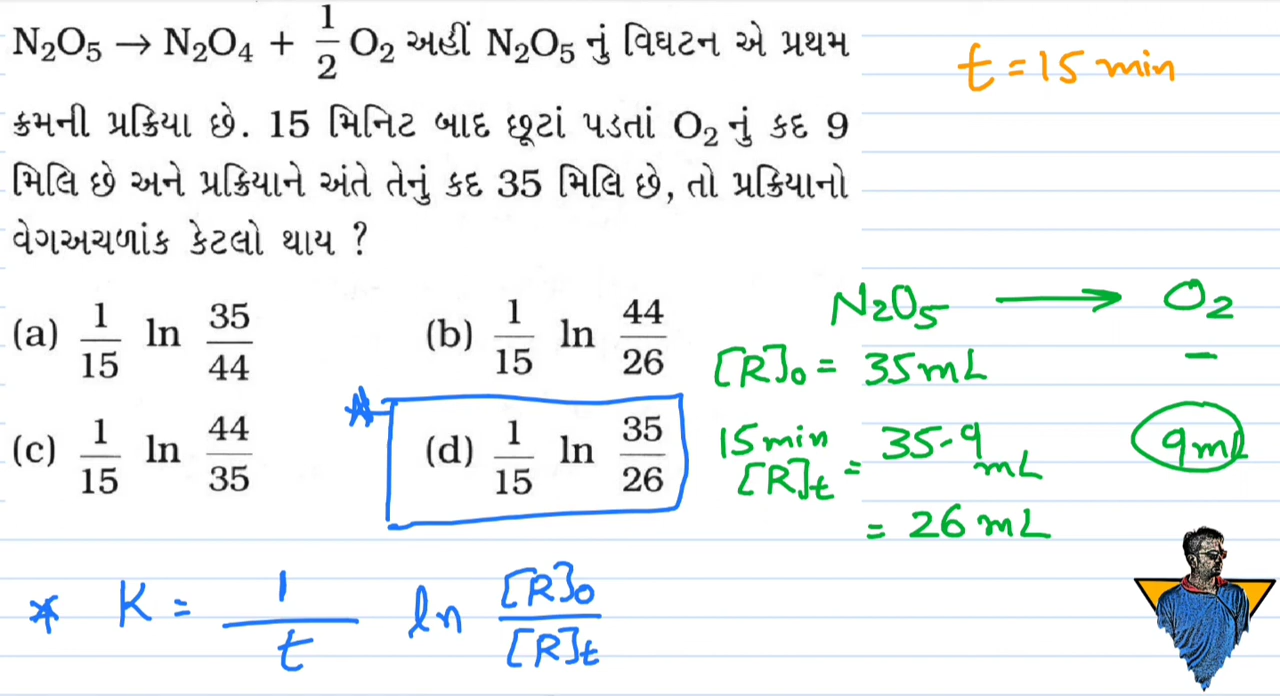 N₂O₅ → N₂O₄ + 1/2 O₂ અહીં N₂O₅ નું વિઘટન એ પ્રથમ
ક્રમની પ્રક્રિયા છે. 15 મિનિટ બાદ છૂટાં પડતાં O₂ નું કદ 9
મિલિ છે અને પ્રક્રિયાને અંતે તેનું કદ 35 મિલિ છે, તો પ્રક્રિયાનો
વેગઅચળાંક કેટલો થાય ?
t = 15 min
(a) 1/15 ln 35/44 (b) 1/15 ln 44/26
(c) 1/15 ln 44/35 (d) 1/15 ln 35/26
N₂O₅ → O₂
[R]₀ = 35 mL –
15 min [R]t = 35-9 mL 9 mL
= 26 mL
* K = 1/t ln [R]₀/[R]t